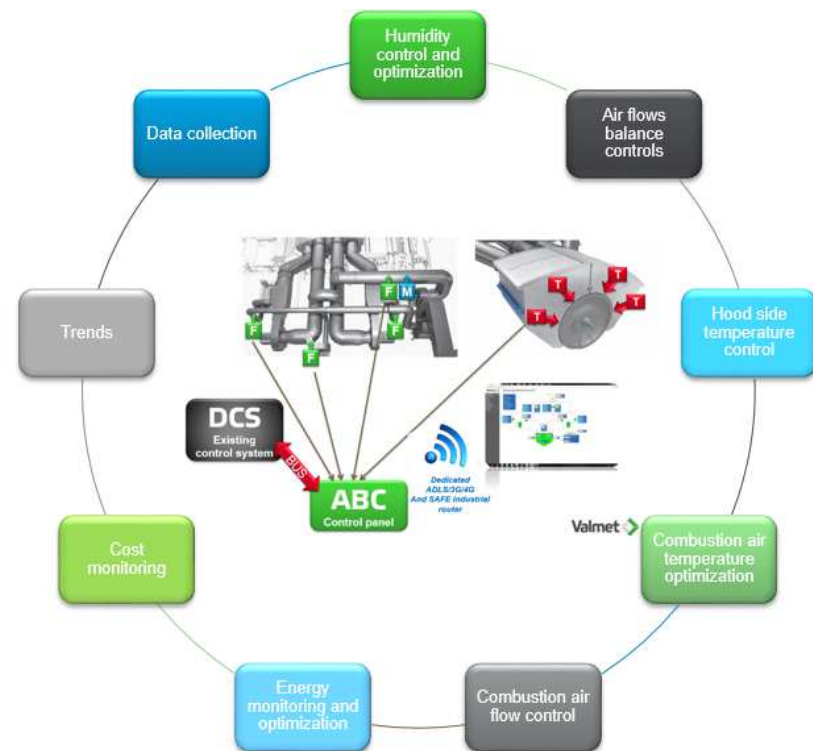 Humidity
control and
optimization
Data collection
Air flows
balance
controls
F
M
F
F
F
T
T
T
T
Trends
Hood side
temperature
control
DCS
Existing
control system
BUS
ABC
Control panel
Dedicated
ADLS/3G/4G
And SAFE industrial
router
Valmet
Cost
monitoring
Combustion air
temperature
optimization
Energy
monitoring and
optimization
Combustion air
flow control